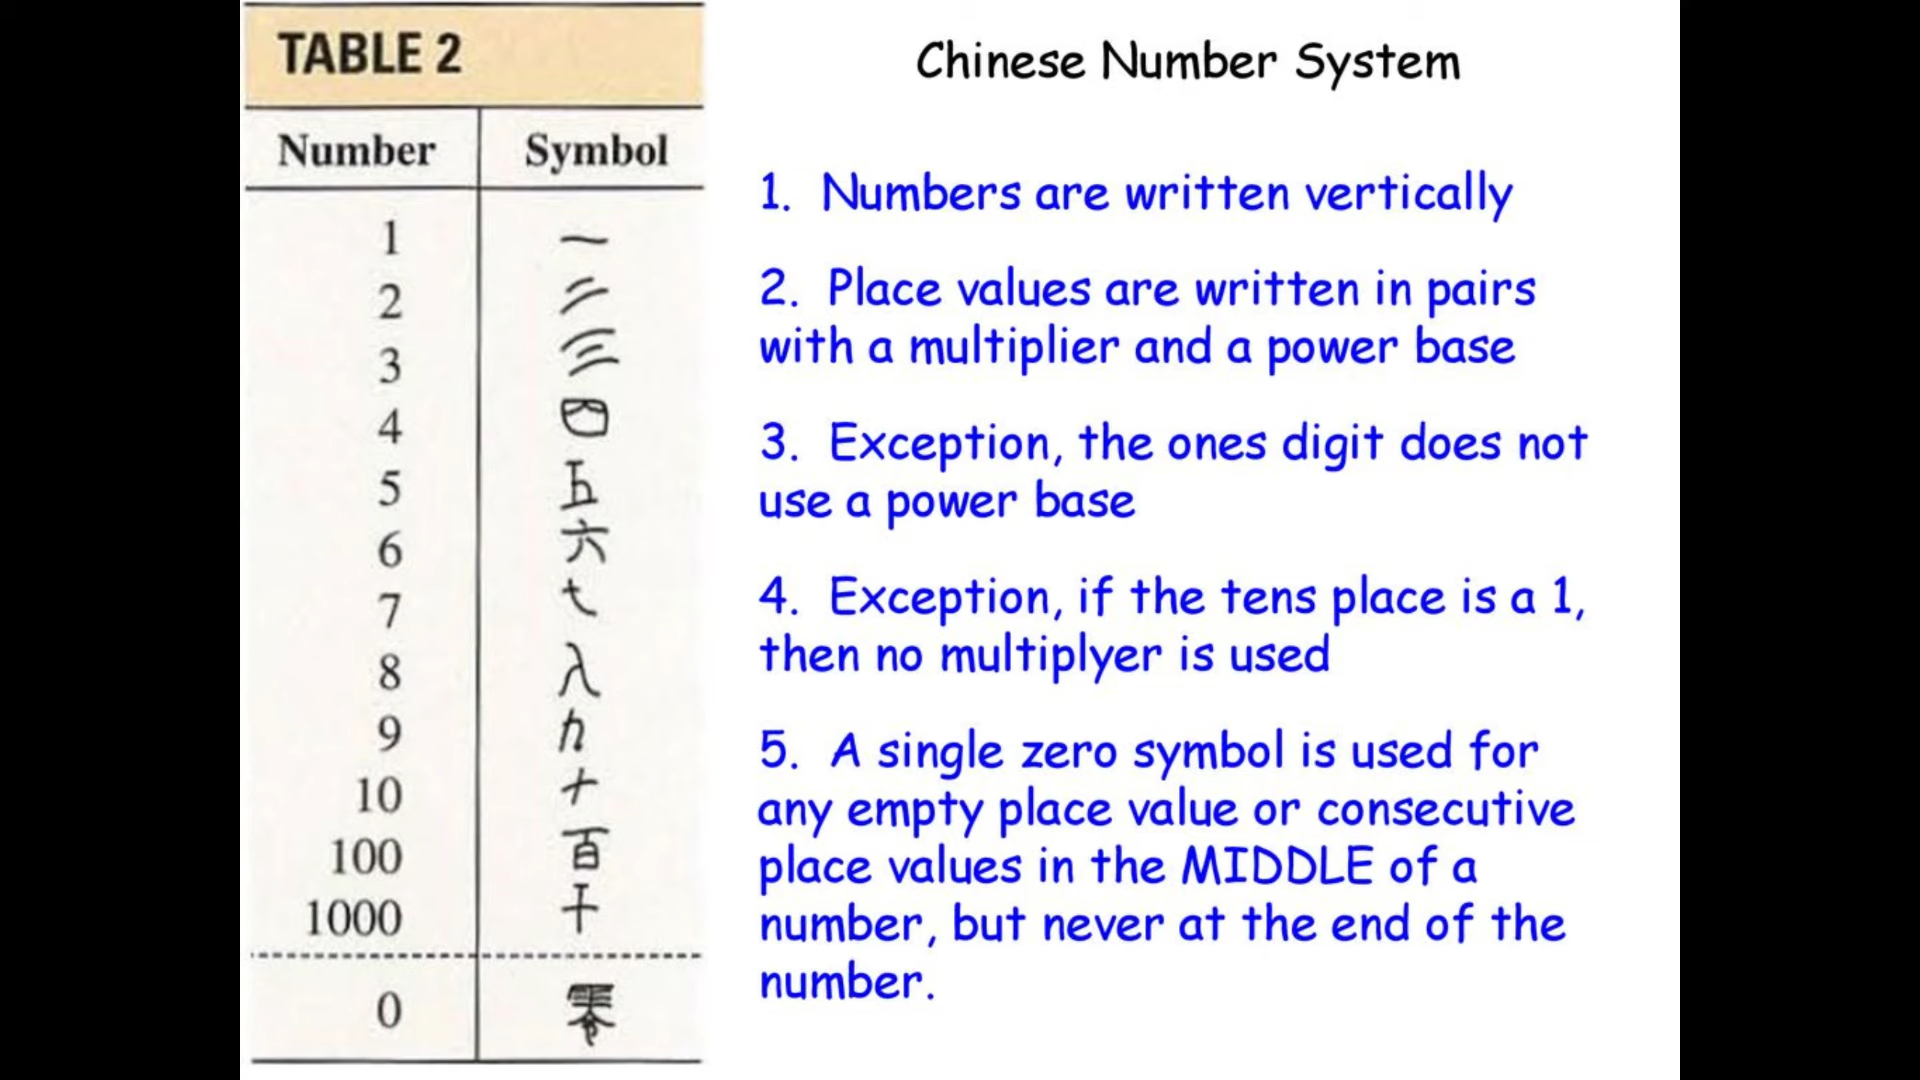 TABLE 2
Number Symbol
1 一
2 二
3 三
4 四
5 五
6 六
7 七
8 八
9 九
10 十
100 百
1000 千
0 零
Chinese Number System
1. Numbers are written vertically
2. Place values are written in pairs
with a multiplier and a power base
3. Exception, the ones digit does not
use a power base
4. Exception, if the tens place is a 1,
then no multiplyer is used
5. A single zero symbol is used for
any empty place value or consecutive
place values in the MIDDLE of a
number, but never at the end of the
number.